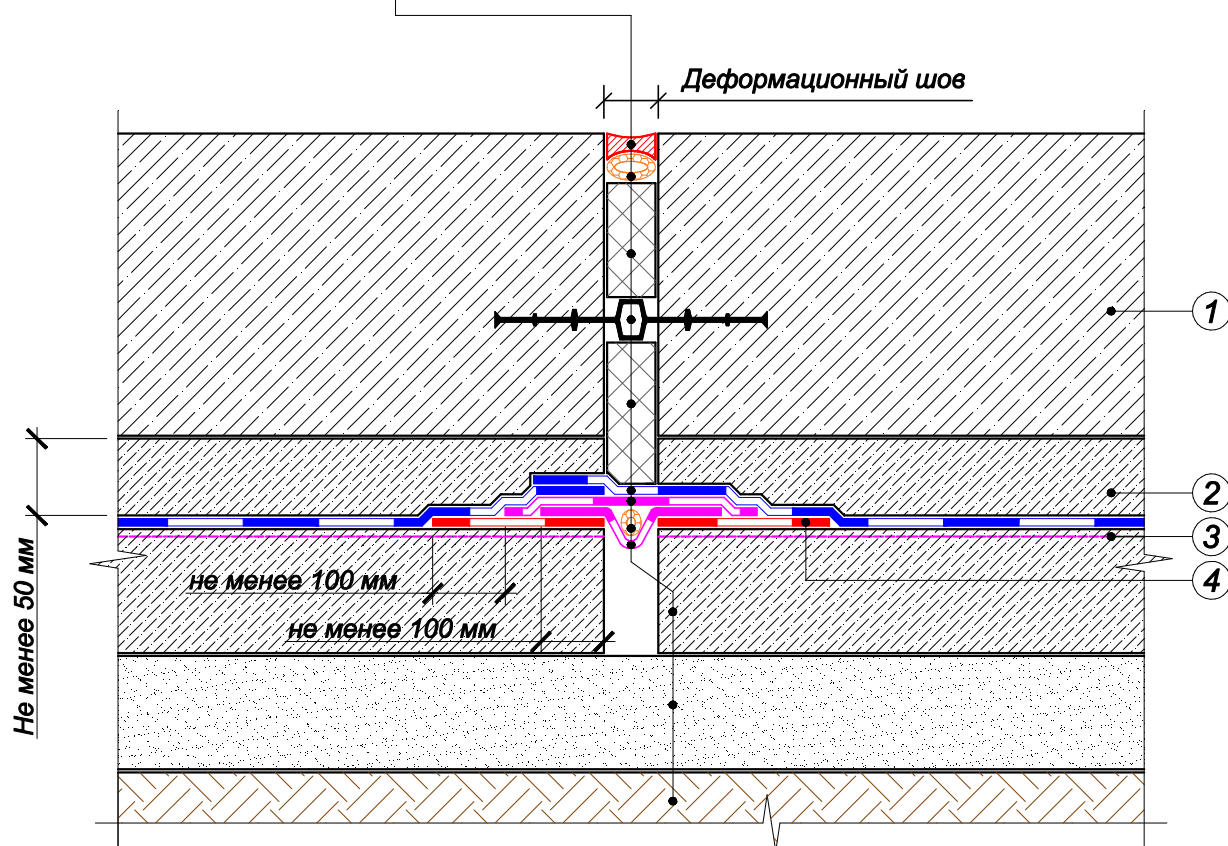 Деформационный шов
1
2
3
4
не менее 100 мм
не менее 100 мм
Не менее 50 мм